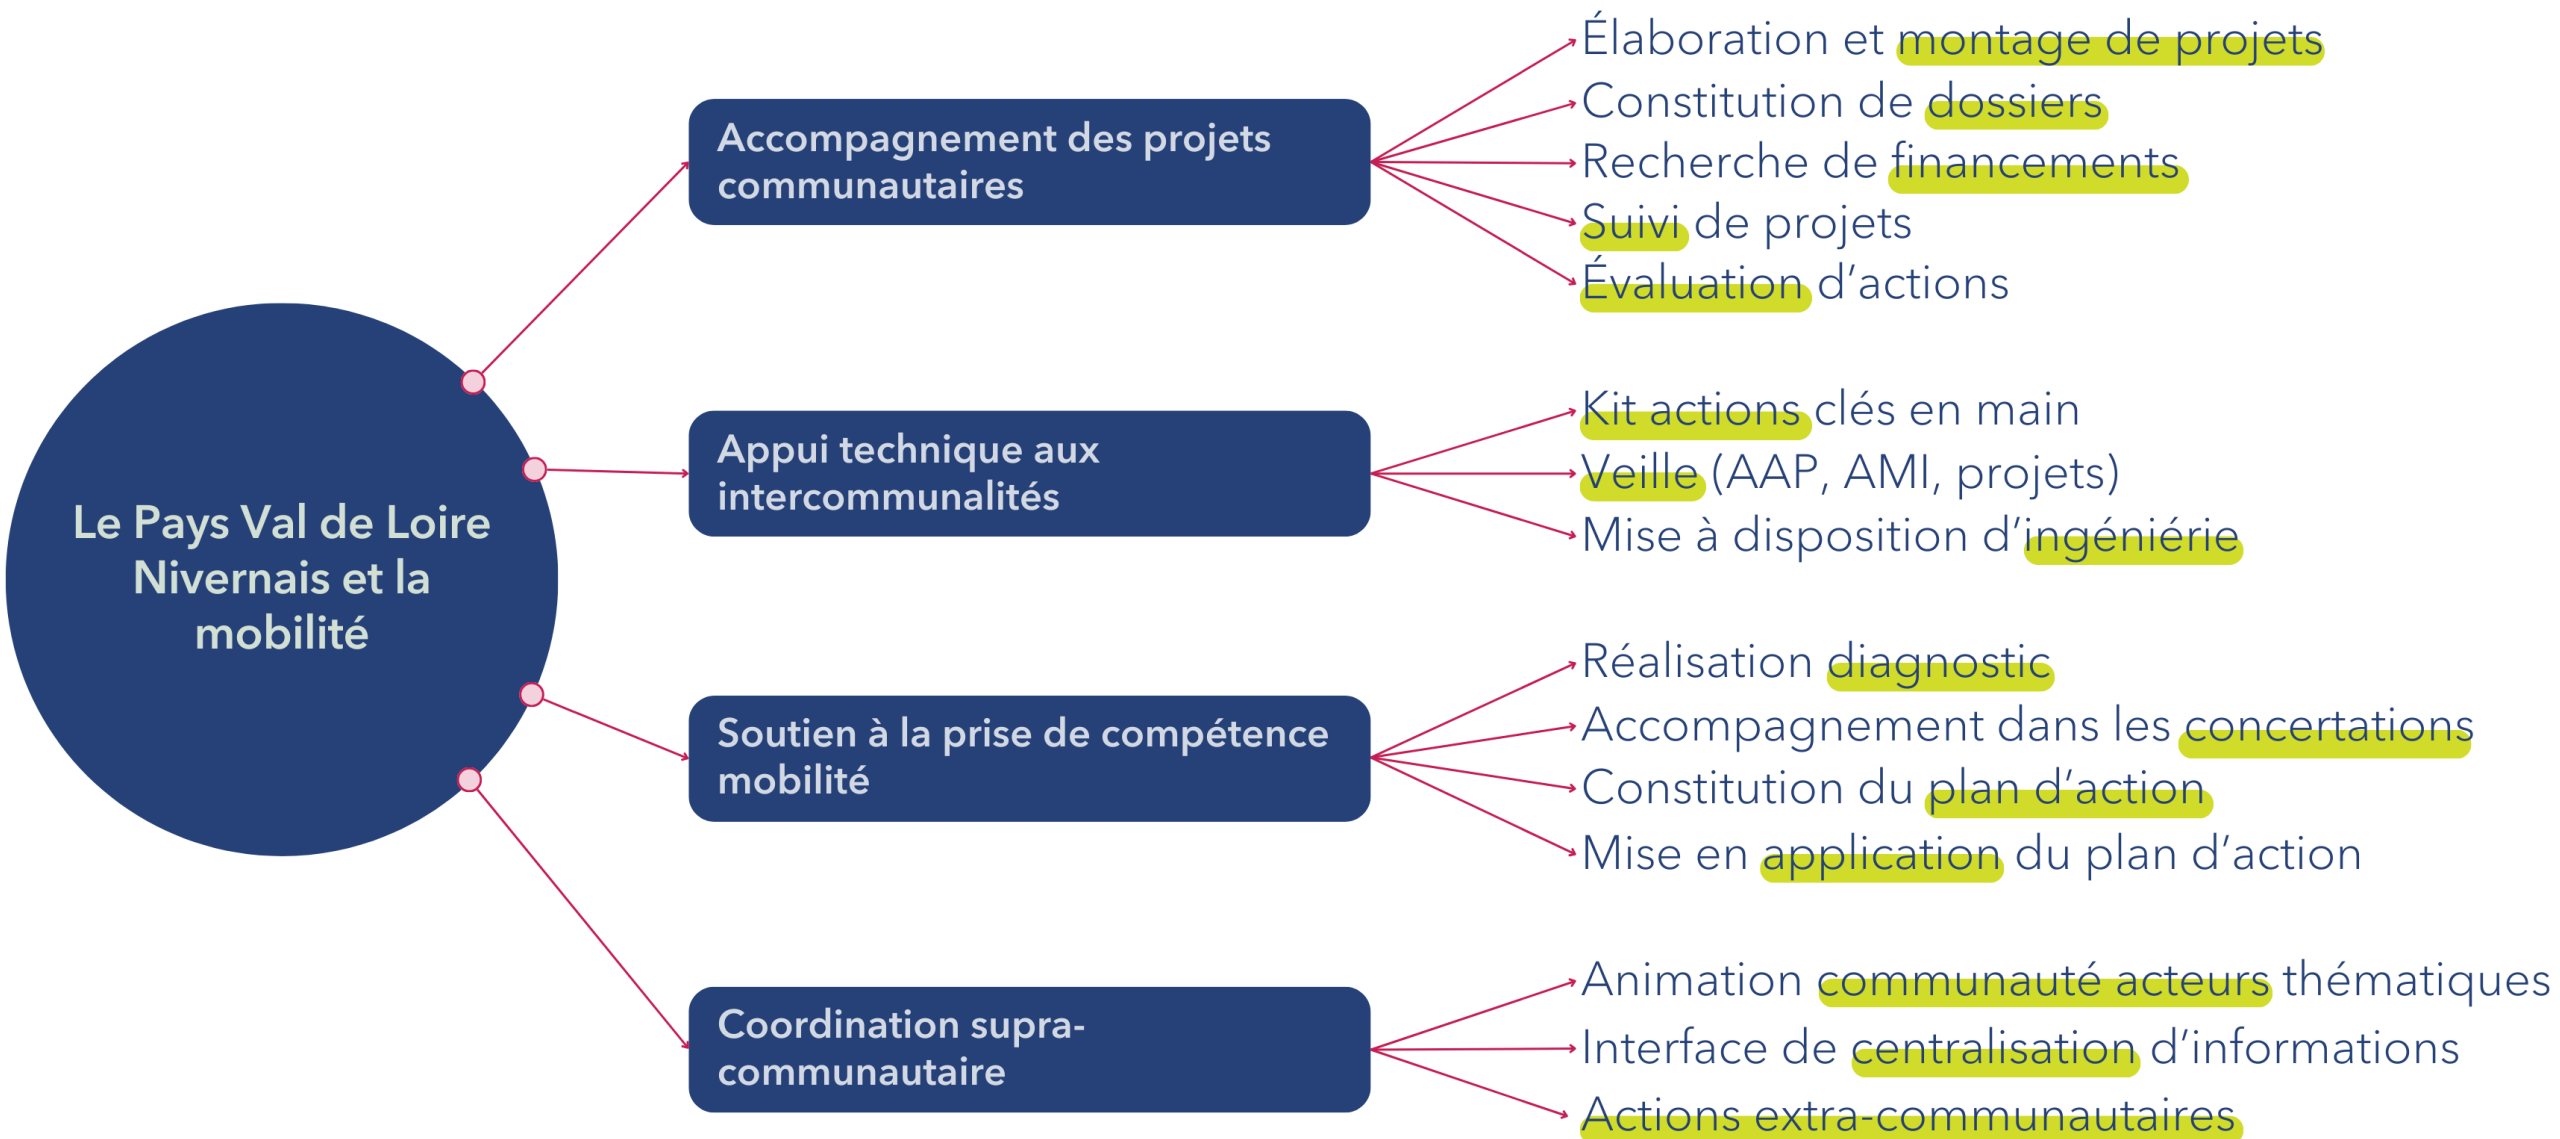 Le Pays Val de Loire
Nivernais et la
mobilité
Accompagnement des projets
communautaires
Élaboration et montage de projets
Constitution de dossiers
Recherche de financements
Suivi de projets
Évaluation d’actions
Appui technique aux
intercommunalités
Kit actions clés en main
Veille (AAP, AMI, projets)
Mise à disposition d’ingéniérie
Soutien à la prise de compétence
mobilité
Réalisation diagnostic
Accompagnement dans les concertations
Constitution du plan d’action
Mise en application du plan d’action
Coordination supra-
communautaire
Animation communauté acteurs thématiques
Interface de centralisation d’informations
Actions extra-communautaires